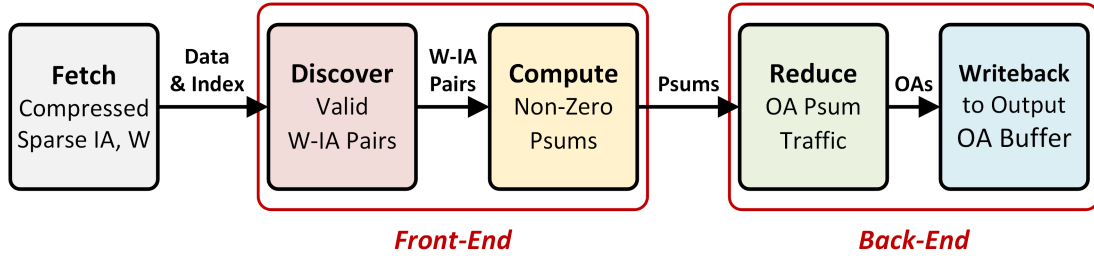 Fetch
Compressed
Sparse IA, W
Data
& Index
Discover
Valid
W-IA Pairs
W-IA
Pairs
Compute
Non-Zero
Psums
Psums
Reduce
OA Psum
Traffic
OAs
Writeback
to Output
OA Buffer
Front-End
Back-End